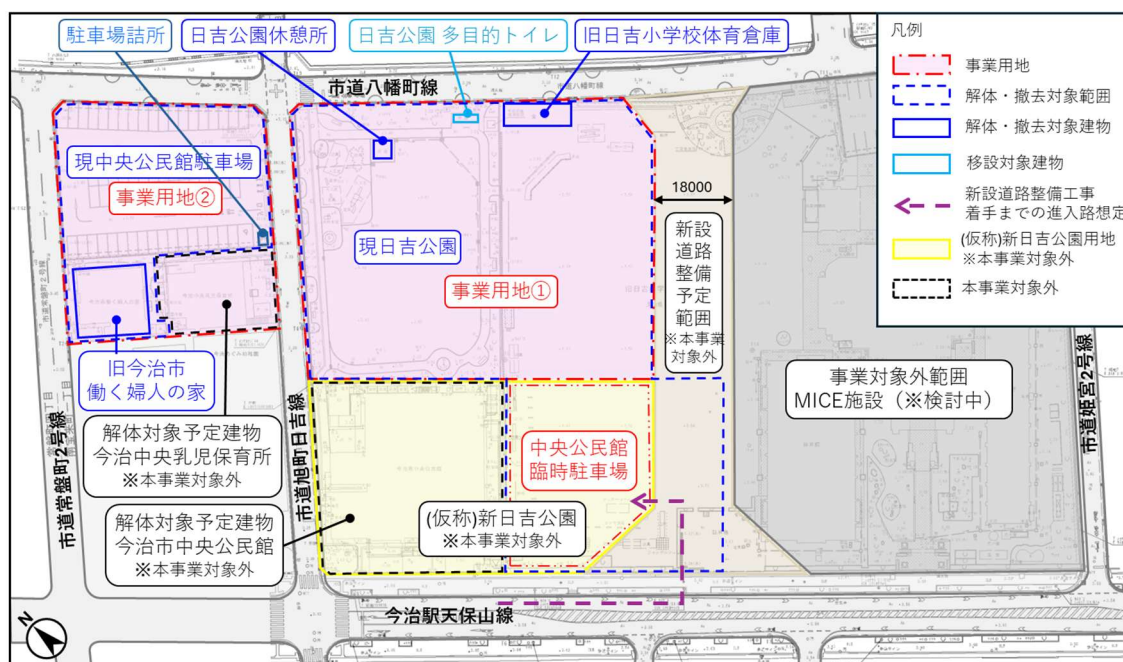 駐車場詰所
日吉公園休憩所
日吉公園 多目的トイレ
旧日吉小学校体育倉庫
市道八幡町線
現中央公民館駐車場
事業用地②
現日吉公園
事業用地①
18000
新設
道路
整備
予定
範囲
※本事業
対象外
旧今治市
働く婦人の家
解体対象予定建物
今治中央乳児保育所
※本事業対象外
解体対象予定建物
今治市中央公民館
※本事業対象外
中央公民館
臨時駐車場
(仮称)新日吉公園
※本事業対象外
事業対象外範囲
MICE施設（※検討中）
市道常盤町2号線
市道旭町日吉線
市道姫宮2号線
今治駅天保山線
N
凡例
事業用地
解体・撤去対象範囲
解体・撤去対象建物
移設対象建物
新設道路整備工事
着手までの進入路想定
(仮称)新日吉公園用地
※本事業対象外
本事業対象外